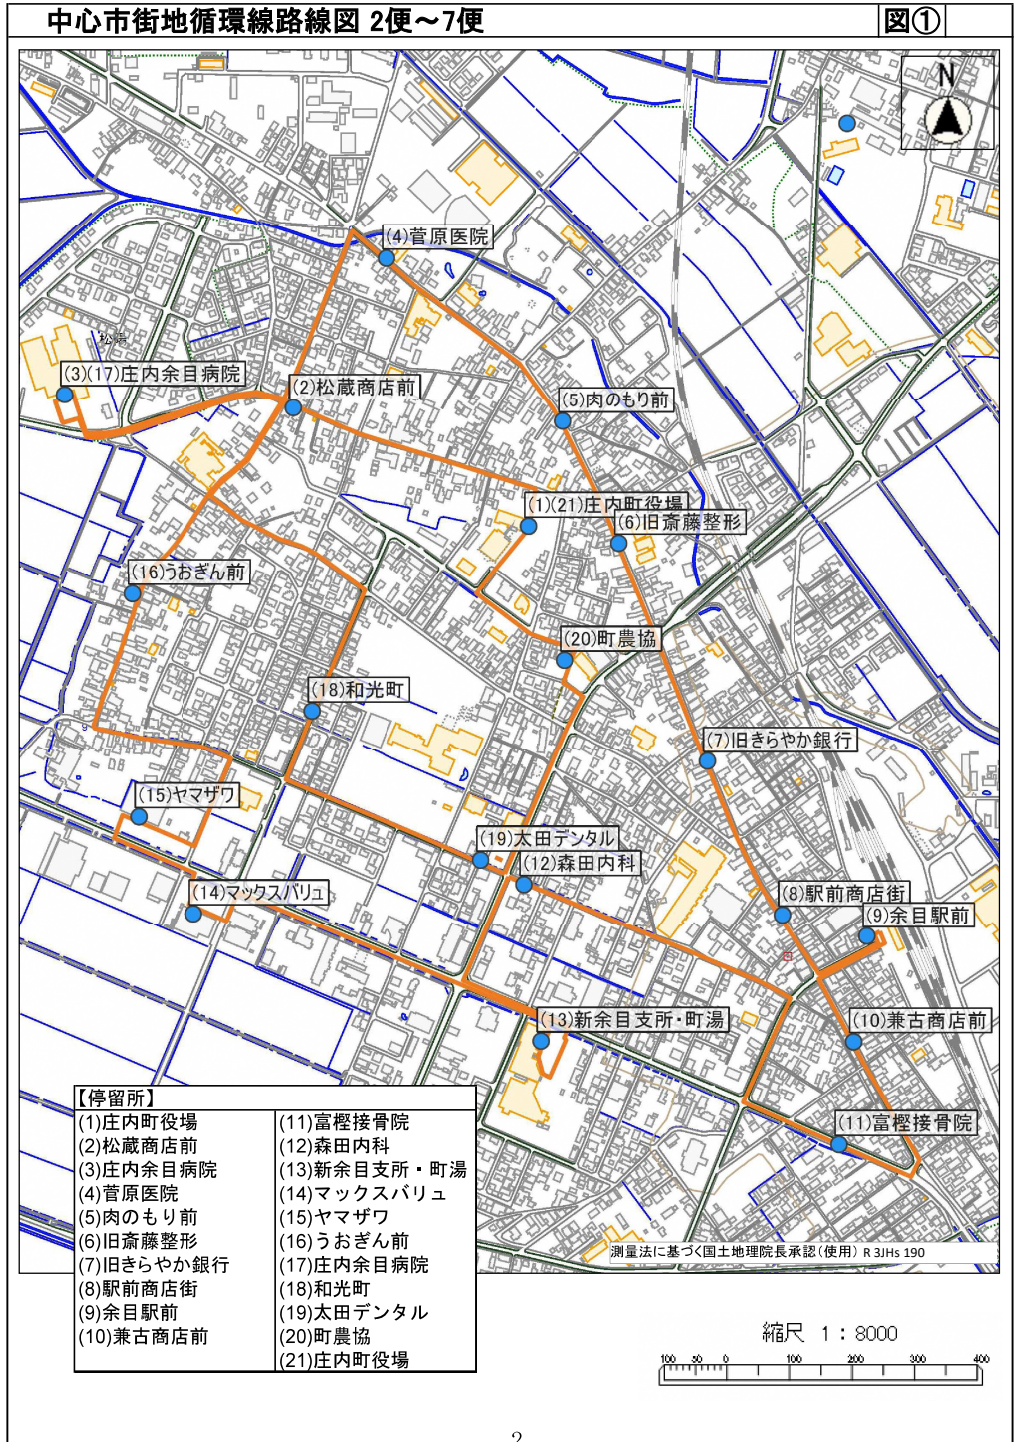 中心市街地循環線路線図 2便～7便
図①
N
(4)菅原医院
松陽
(3)(17)庄内余目病院
(2)松蔵商店前
(5)肉のもり前
(1)(21)庄内町役場
(6)旧斎藤整形
(16)うおぎん前
(20)町農協
(18)和光町
(7)旧きらやか銀行
(15)ヤマザワ
(19)太田デンタル
(12)森田内科
(14)マックスバリュ
(8)駅前商店街
(9)余目駅前
(13)新余目支所・町湯
(10)兼古商店前
(11)富樫接骨院
【停留所】
(1)庄内町役場
(2)松蔵商店前
(3)庄内余目病院
(4)菅原医院
(5)肉のもり前
(6)旧斎藤整形
(7)旧きらやか銀行
(8)駅前商店街
(9)余目駅前
(10)兼古商店前
(11)富樫接骨院
(12)森田内科
(13)新余目支所・町湯
(14)マックスバリュ
(15)ヤマザワ
(16)うおぎん前
(17)庄内余目病院
(18)和光町
(19)太田デンタル
(20)町農協
(21)庄内町役場
測量法に基づく国土地理院長承認（使用）R 3JHs 190
縮尺 1：8000
100 50 0 100 200 300 400
2